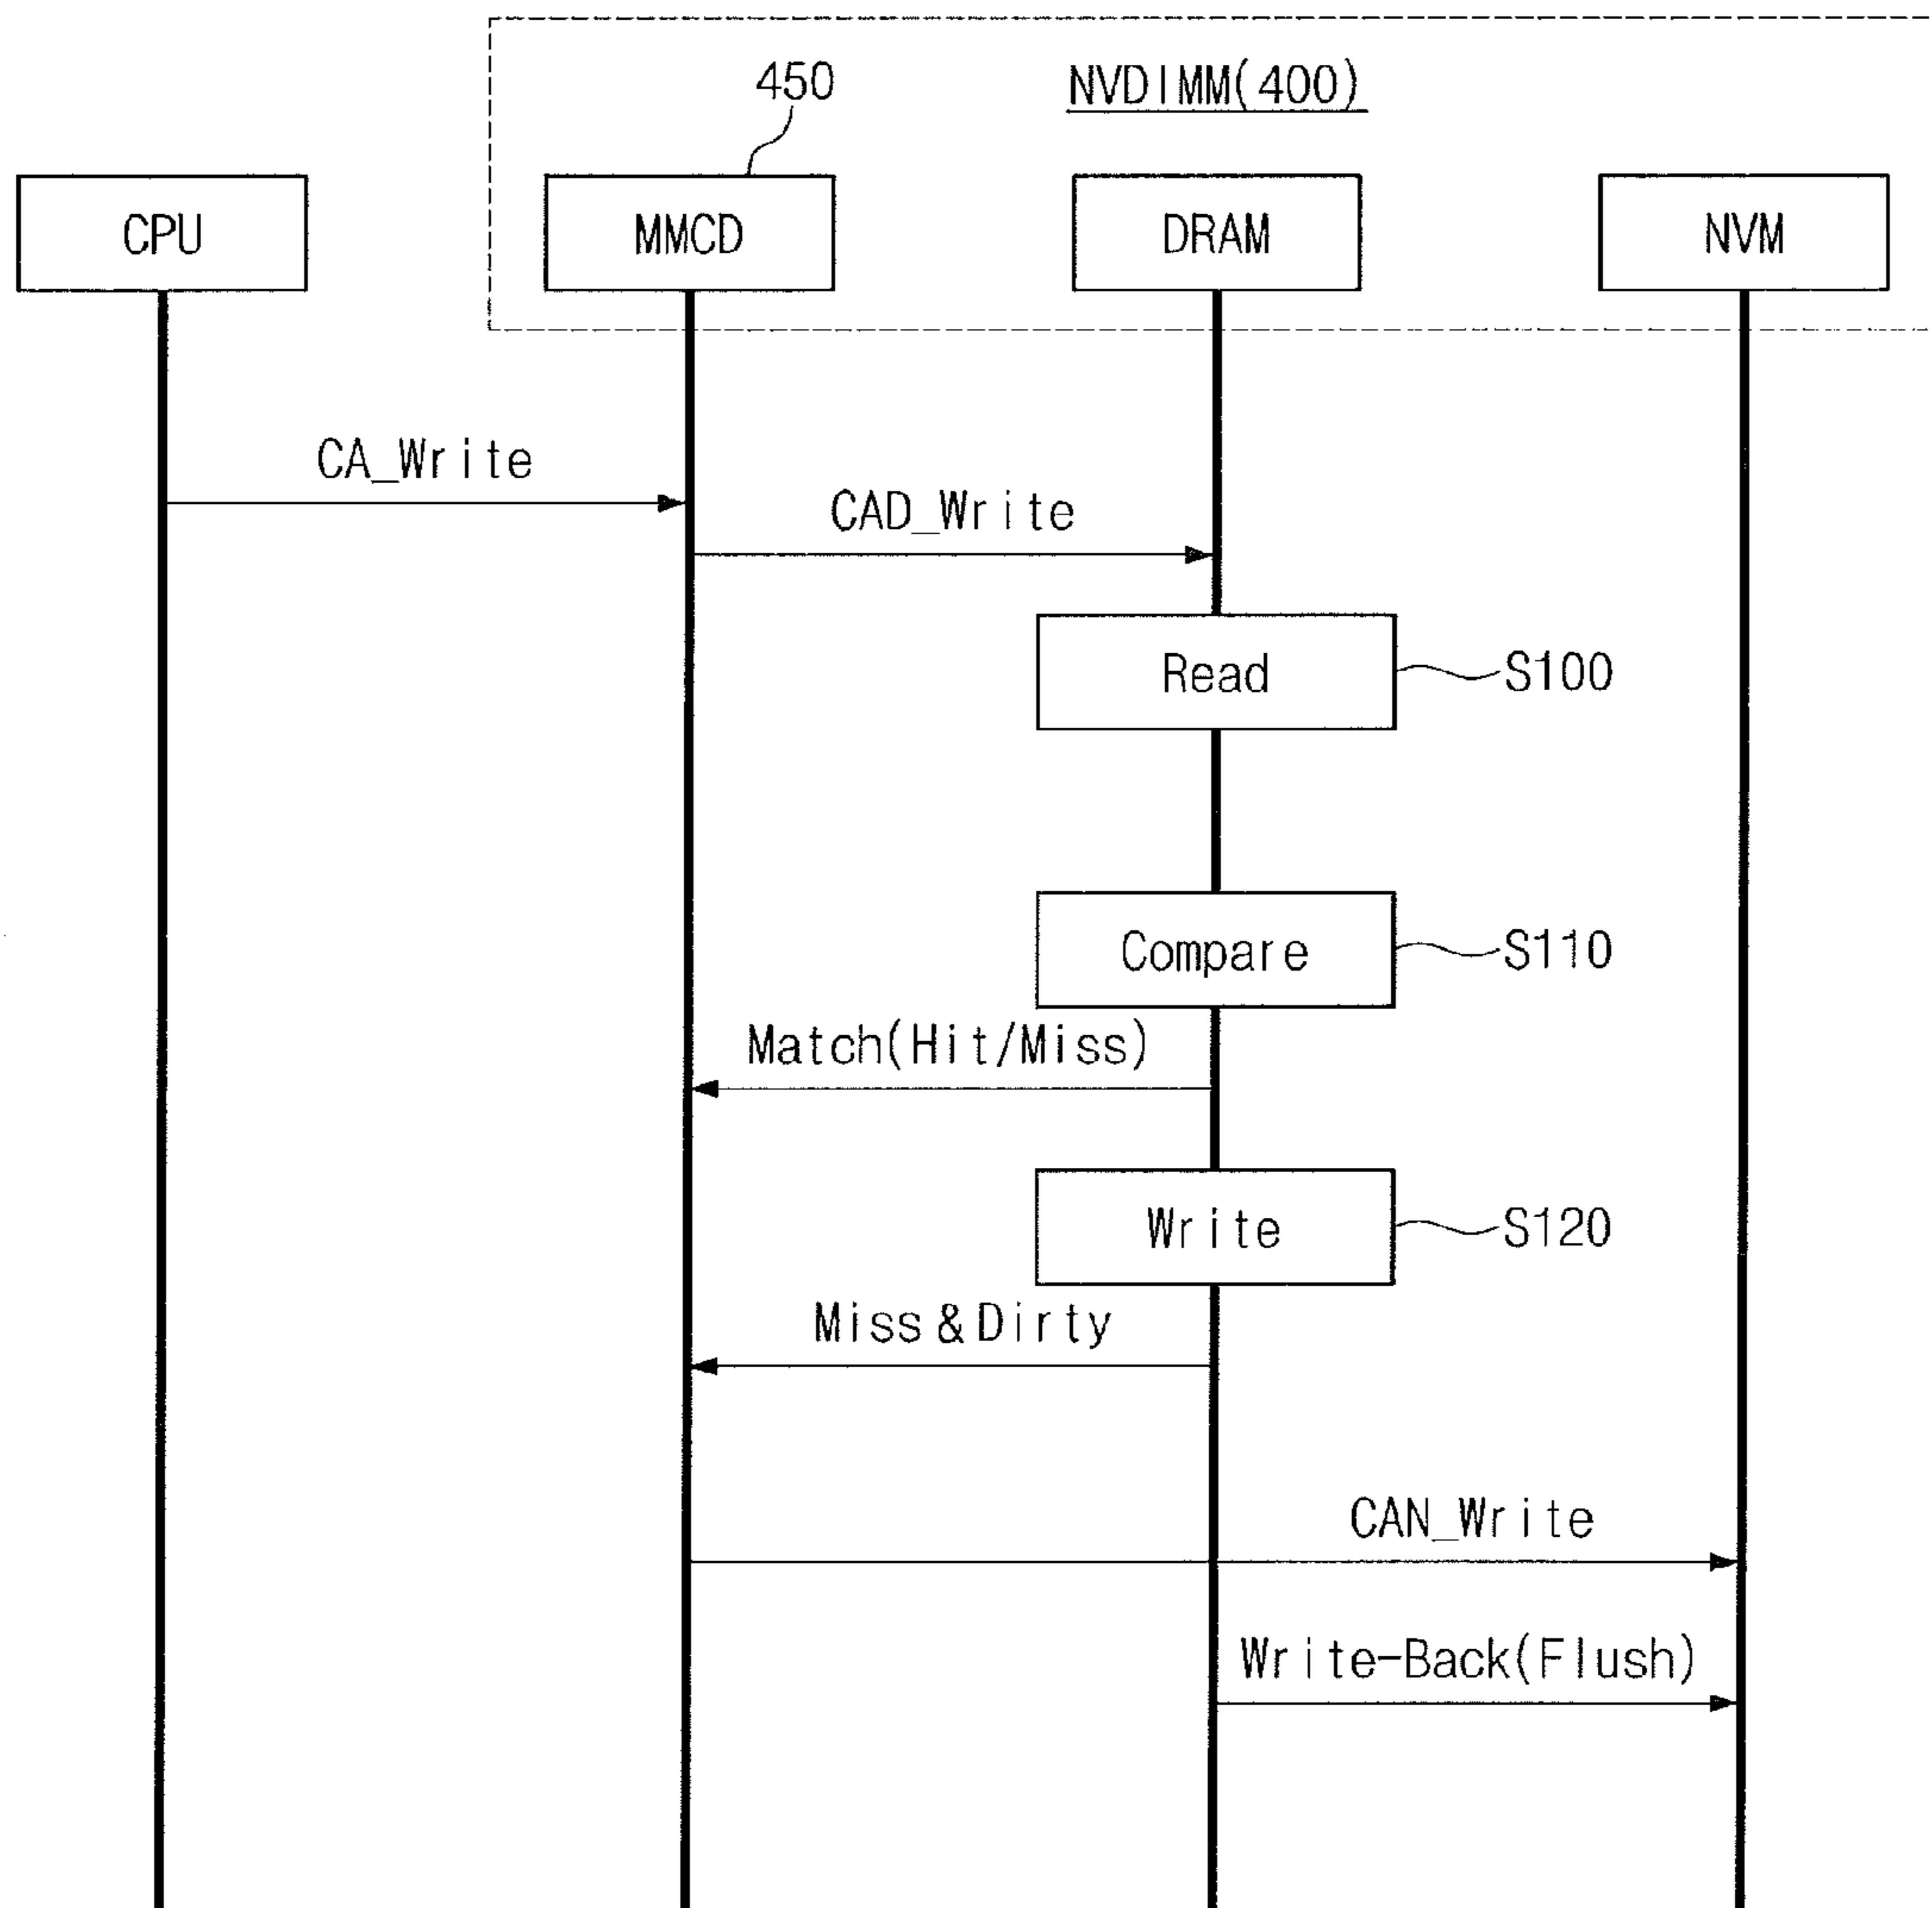 450
NVDIMM(400)
CPU
MMCD
DRAM
NVM
CA_Write
CAD_Write
Read
S100
Compare
S110
Match(Hit/Miss)
Write
S120
Miss&Dirty
CAN_Write
Write-Back(Flush)